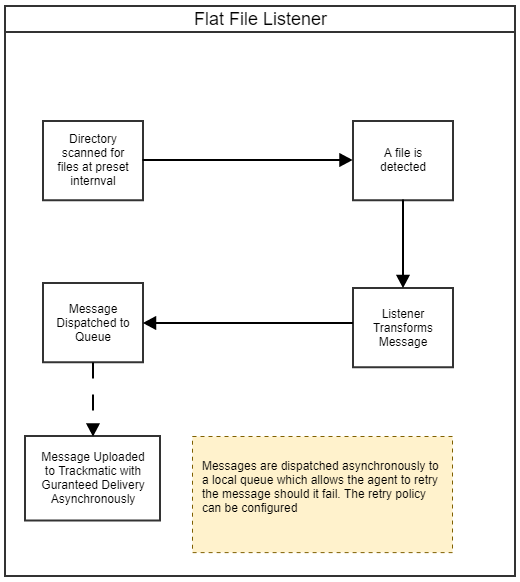 Flat File Listener
Directory
scanned for
files at preset
internval
A file is
detected
Message
Dispatched to
Queue
Listener
Transforms
Message
Message Uploaded
to Trackmatic with
Guranteed Delivery
Asynchronously
Messages are dispatched asynchronously to
a local queue which allows the agent to retry
the message should it fail. The retry policy
can be configured